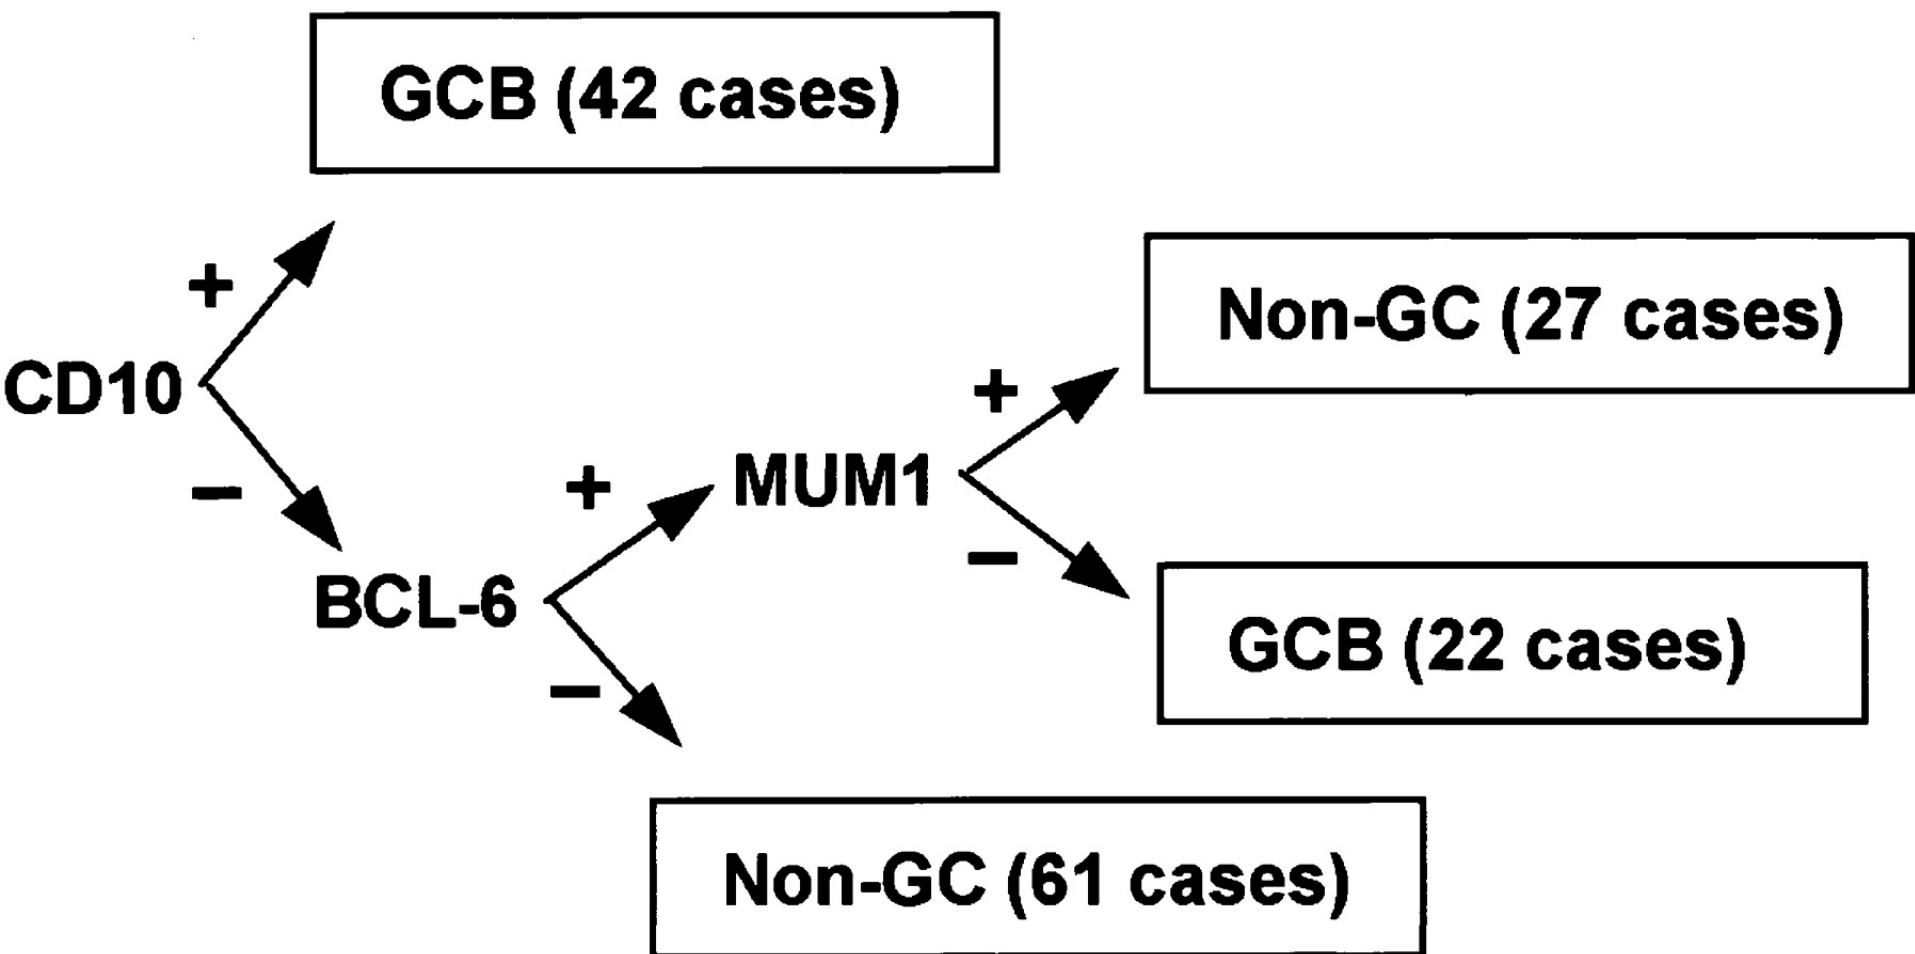 GCB (42 cases)
+
Non-GC (27 cases)
CD10
+
−
+
MUM1
−
BCL-6
GCB (22 cases)
−
Non-GC (61 cases)